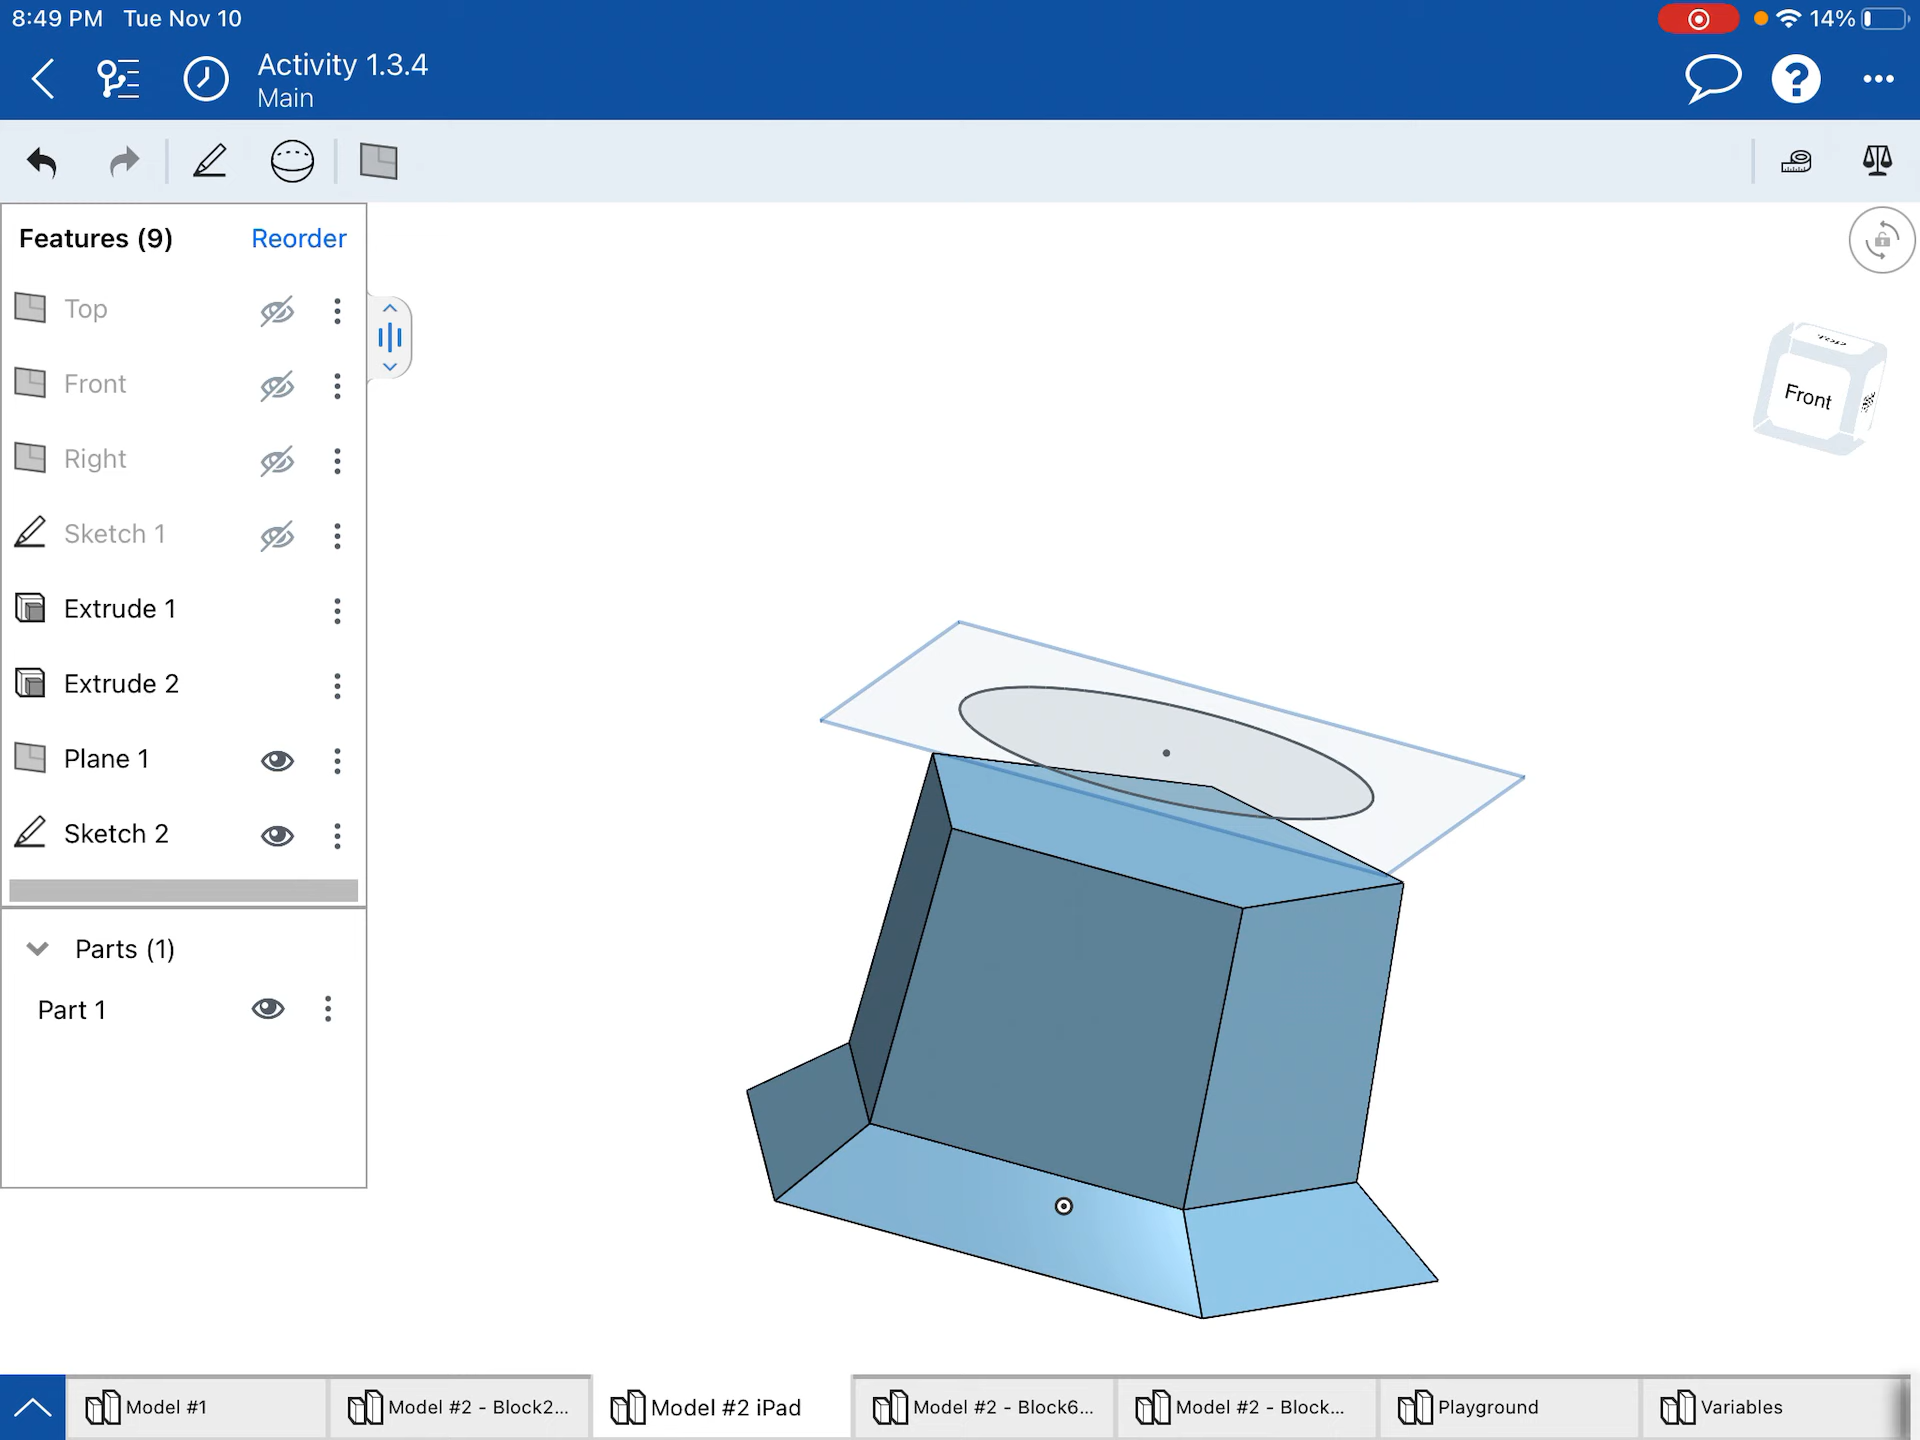 8:49 PM Tue Nov 10
14%
Activity 1.3.4
Main
Features (9) Reorder
Top
Front
Right
Sketch 1
Extrude 1
Extrude 2
Plane 1
Sketch 2
Parts (1)
Part 1
Front
Model #1
Model #2 - Block2...
Model #2 iPad
Model #2 - Block6...
Model #2 - Block...
Playground
Variables